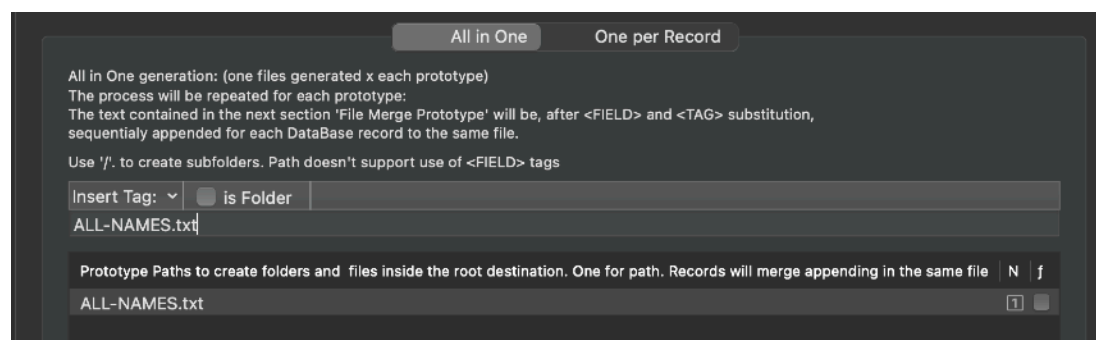 All in One One per Record
All in One generation: (one files generated x each prototype)
The process will be repeated for each prototype:
The text contained in the next section 'File Merge Prototype' will be, after <FIELD> and <TAG> substitution,
sequentialy appended for each DataBase record to the same file.
Use '/'. to create subfolders. Path doesn't support use of <FIELD> tags
Insert Tag: is Folder
ALL-NAMES.txt
Prototype Paths to create folders and files inside the root destination. One for path. Records will merge appending in the same file N ƒ
ALL-NAMES.txt 1